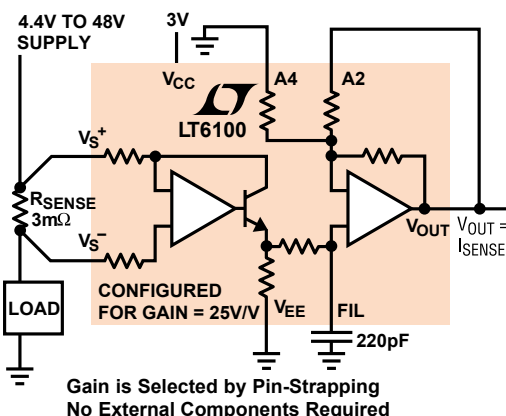 4.4V TO 48V
SUPPLY
3V
VCC
A4
A2
LT6100
VS+
RSENSE
3mΩ
VS–
VOUT
VOUT =
ISENSE
LOAD
CONFIGURED
FOR GAIN = 25V/V
VEE
FIL
220pF
Gain is Selected by Pin-Strapping
No External Components Required